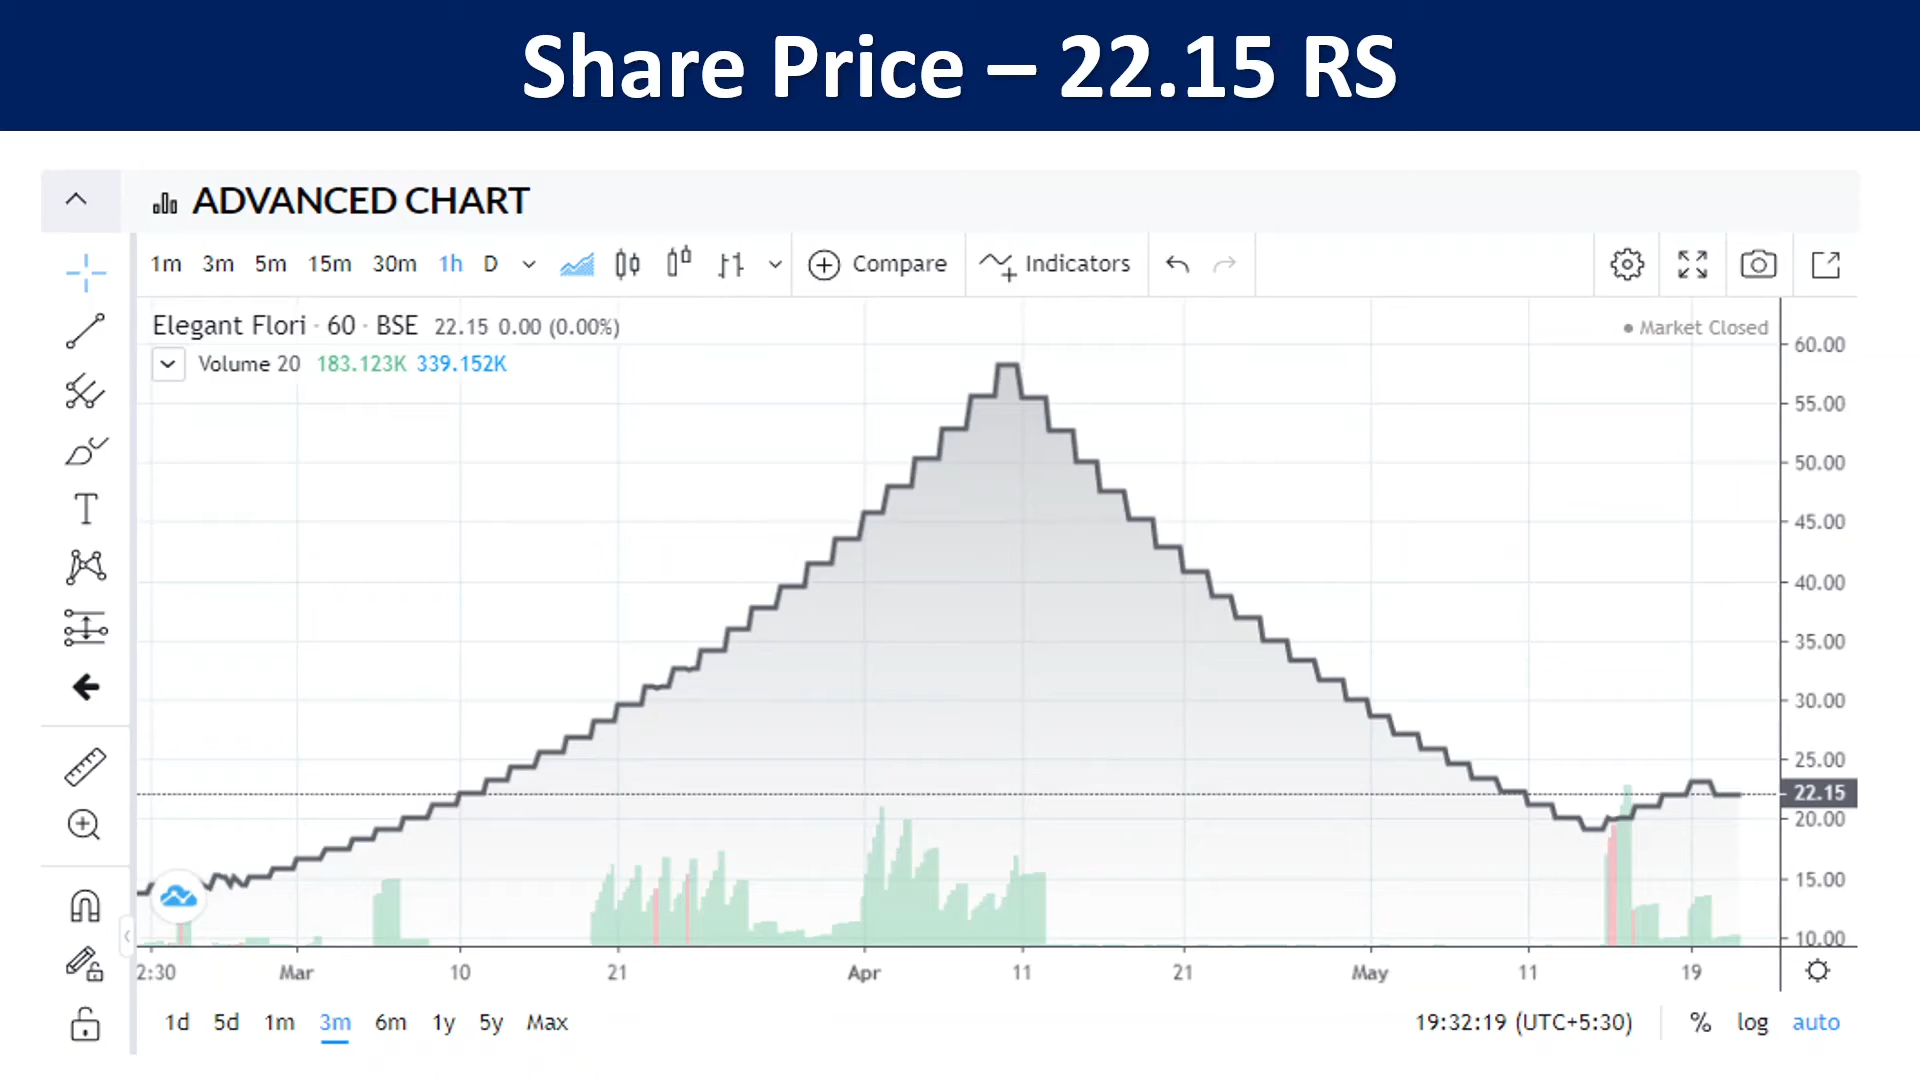 Share Price – 22.15 RS
ADVANCED CHART
1m 3m 5m 15m 30m 1h D Compare Indicators
Elegant Flori · 60 · BSE 22.15 0.00 (0.00%)
Market Closed
Volume 20 183.123K 339.152K
60.00
55.00
50.00
45.00
40.00
35.00
30.00
25.00
22.15
20.00
15.00
10.00
2:30 Mar 10 21 Apr 11 21 May 11 19
1d 5d 1m 3m 6m 1y 5y Max 19:32:19 (UTC+5:30) % log auto